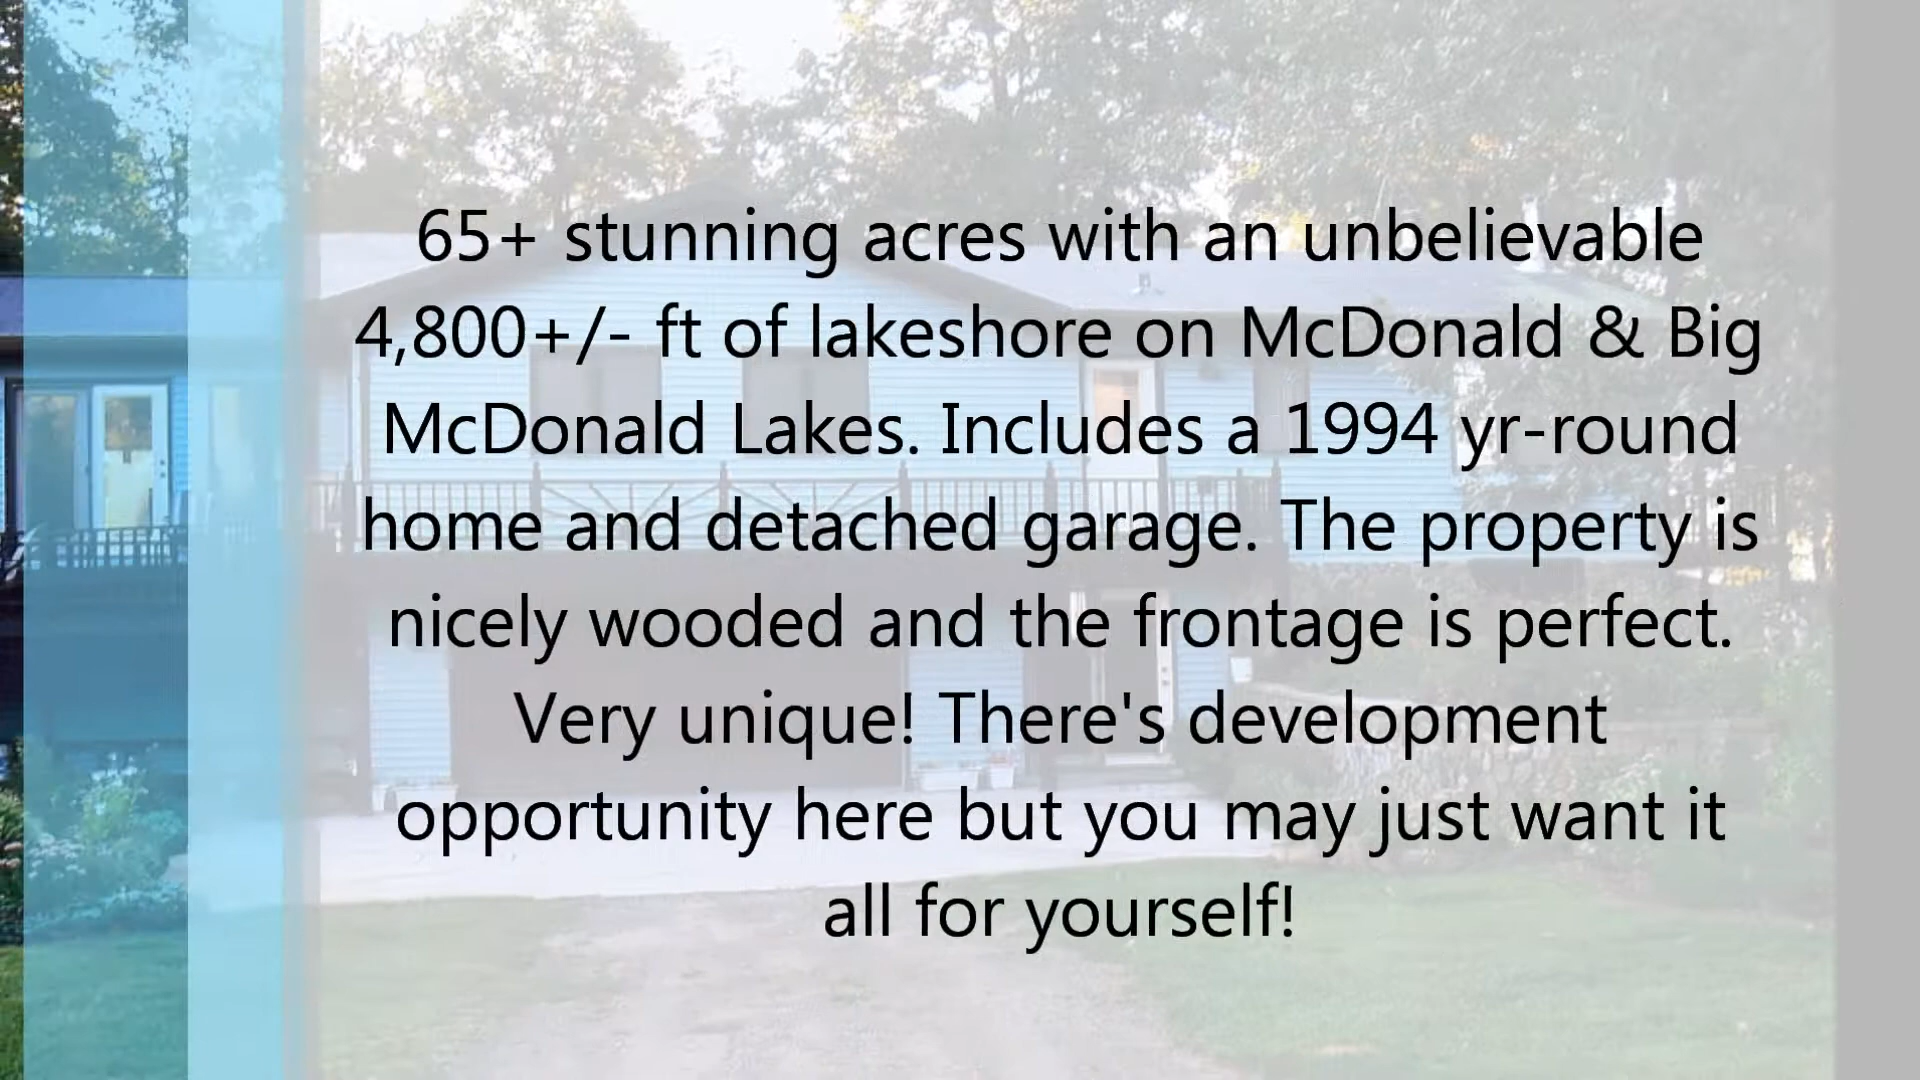 65+ stunning acres with an unbelievable
4,800+/- ft of lakeshore on McDonald & Big
McDonald Lakes. Includes a 1994 yr-round
home and detached garage. The property is
nicely wooded and the frontage is perfect.
Very unique! There's development
opportunity here but you may just want it
all for yourself!